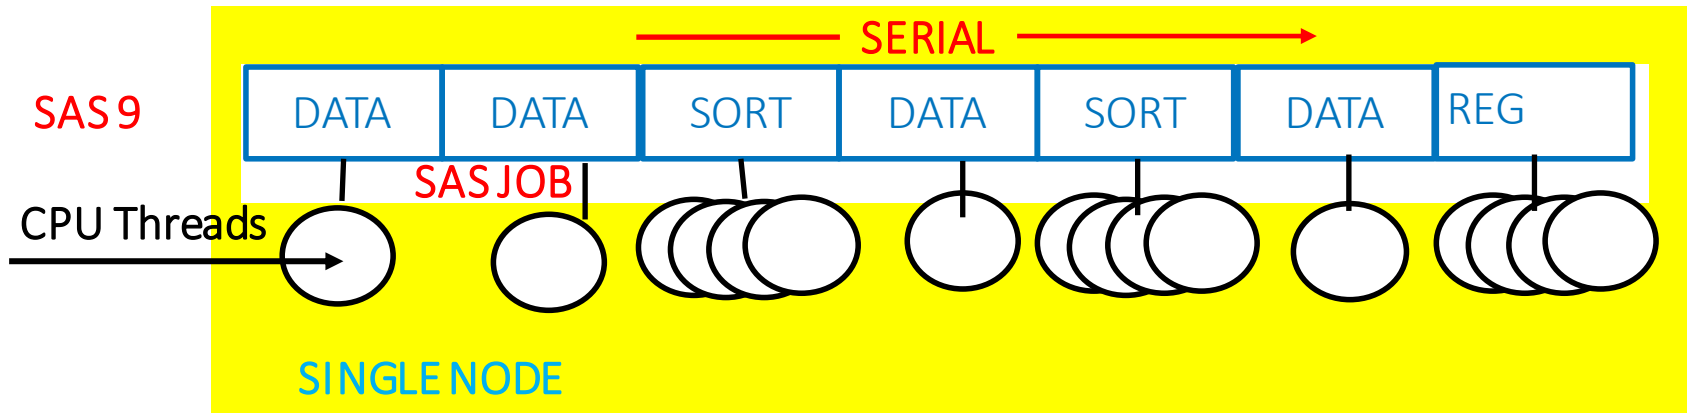 SERIAL
SAS 9
DATA
DATA
SORT
DATA
SORT
DATA
REG
SAS JOB
CPU Threads
SINGLE NODE